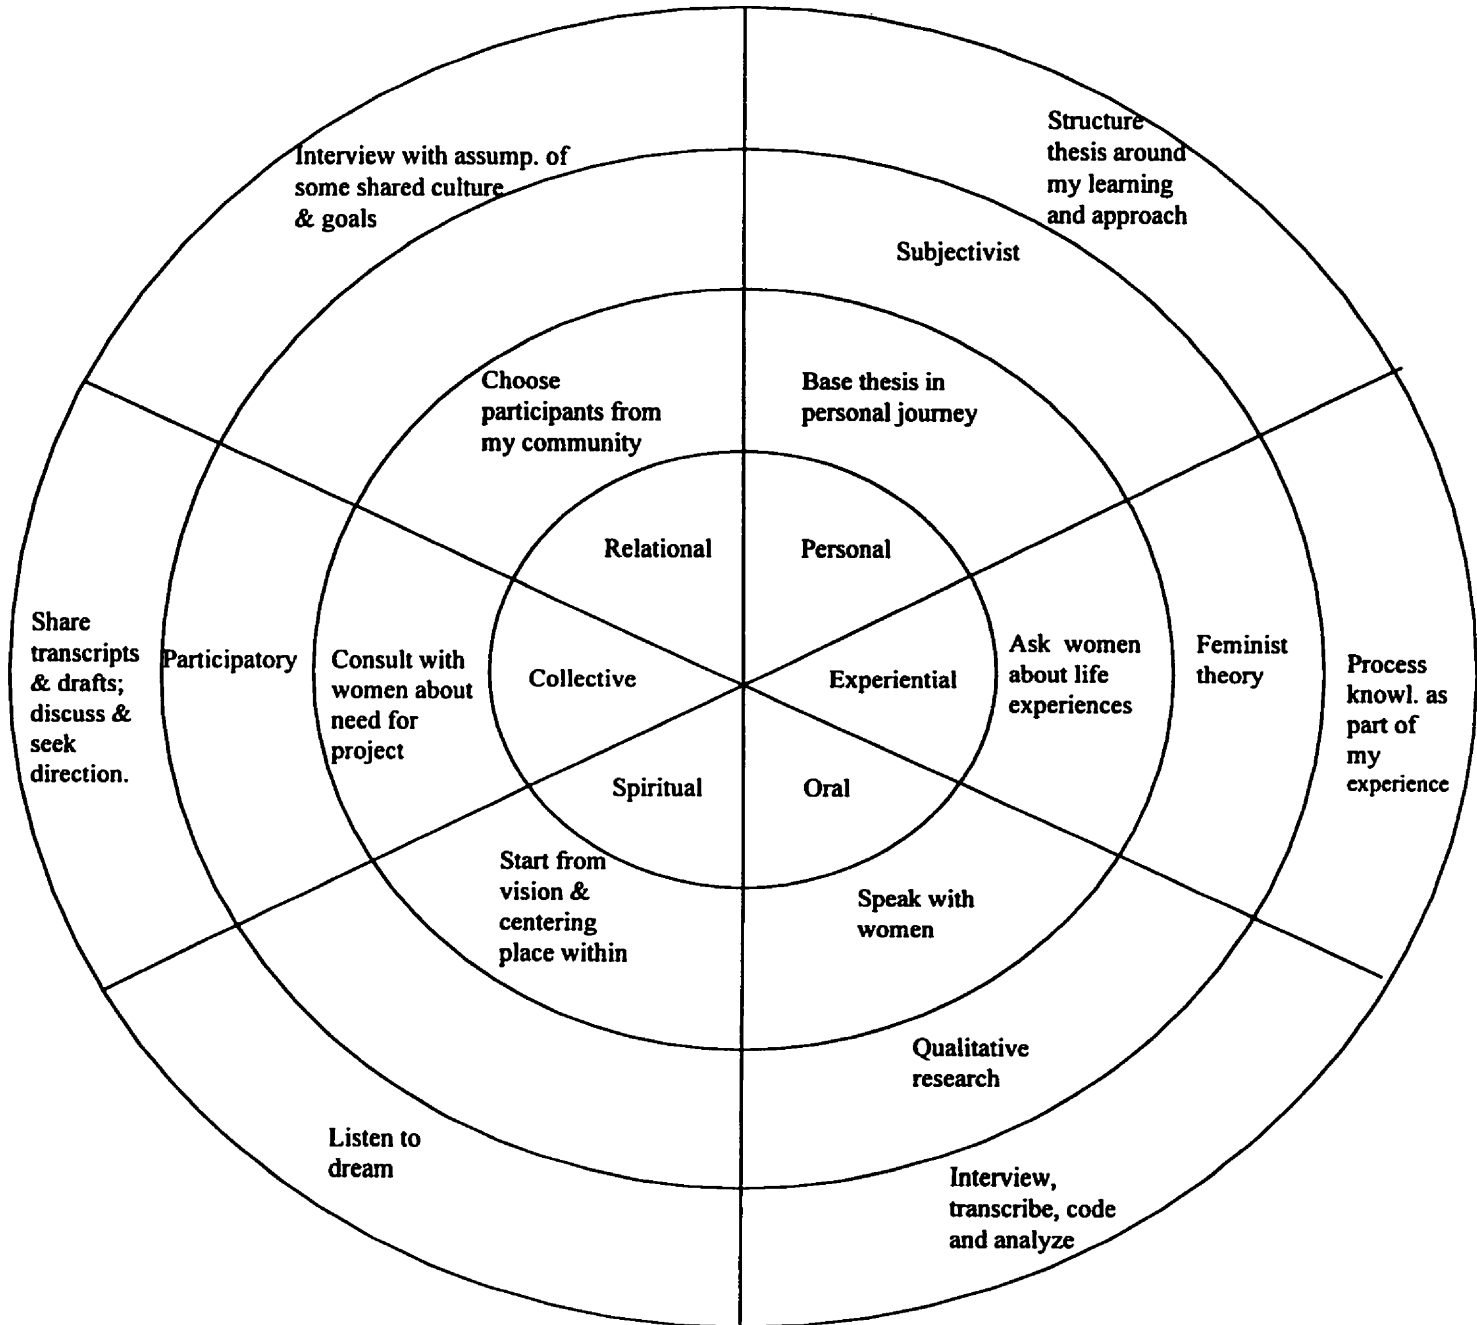 Structure
thesis around
my learning
and approach
Interview with assump. of
some shared culture
& goals
Subjectivist
Choose
participants from
my community
Base thesis in
personal journey
Relational
Personal
Share
transcripts
& drafts;
discuss &
seek
direction.
Participatory
Consult with
women about
need for
project
Collective
Experiential
Ask women
about life
experiences
Feminist
theory
Process
knowl. as
part of
my
experience
Spiritual
Oral
Start from
vision &
centering
place within
Speak with
women
Qualitative
research
Listen to
dream
Interview,
transcribe, code
and analyze